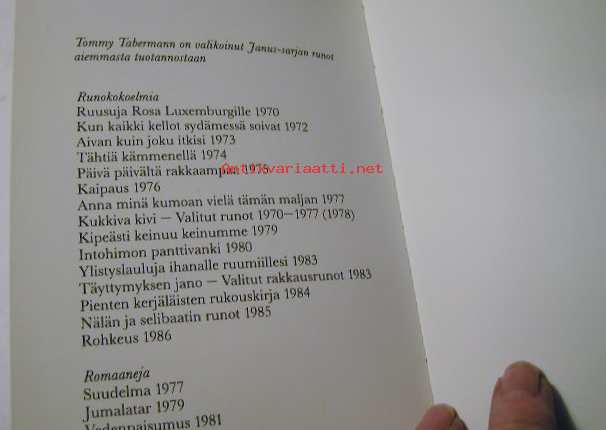 Tommy Tabermann on valikoinut Janus-sarjan runot
aiemmasta tuotannostaan
Runokokoelmia
Ruusuja Rosa Luxemburgille 1970
Kun kaikki kellot sydämessä soivat 1972
Aivan kuin joku itkisi 1973
Tähtiä kämmenellä 1974
Päivä päivältä rakkaampaa 1975
Antikvariaatti.net
Kaipaus 1976
Anna minä kumoan vielä tämän maljan 1977
Kukkiva kivi — Valitut runot 1970—1977 (1978)
Kipeästi keinuu keinumme 1979
Intohimon panttivanki 1980
Ylistyslauluja ihanalle ruumiillesi 1983
Täyttymyksen jano — Valitut rakkausrunot 1983
Pienten kerjäläisten rukouskirja 1984
Nälän ja selibaatin runot 1985
Rohkeus 1986
Romaaneja
Suudelma 1977
Jumalatar 1979
Vedenpaisumus 1981